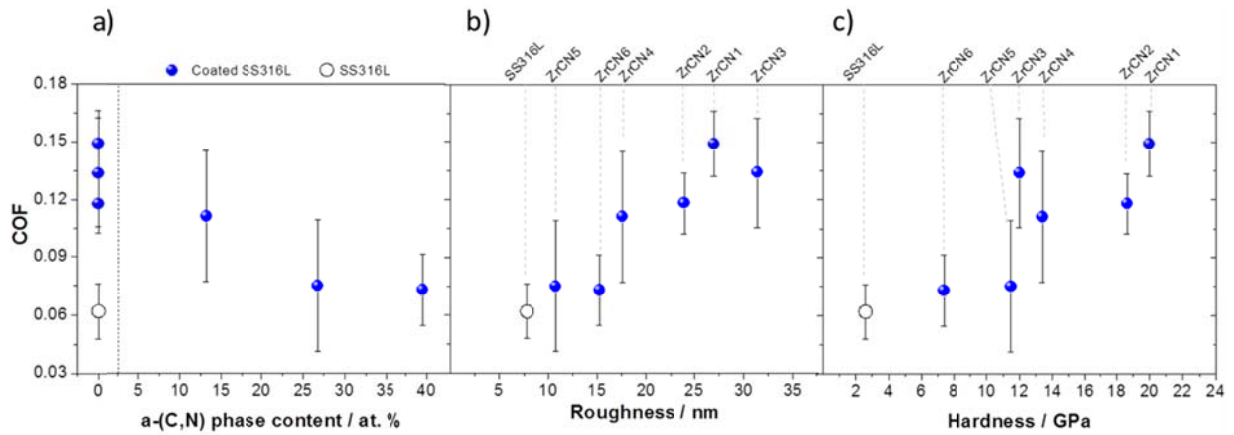 a)
b)
c)
Coated SS316L
SS316L
SS316L
ZrCN5
ZrCN6
ZrCN4
ZrCN2
ZrCN1
ZrCN3
SS316L
ZrCN6
ZrCN5
ZrCN3
ZrCN4
ZrCN2
ZrCN1
COF
0.18
0.15
0.12
0.09
0.06
0.03
0 5 10 15 20 25 30 35 40
5 10 15 20 25 30 35
2 4 6 8 10 12 14 16 18 20 22 24
a-(C,N) phase content / at. %
Roughness / nm
Hardness / GPa